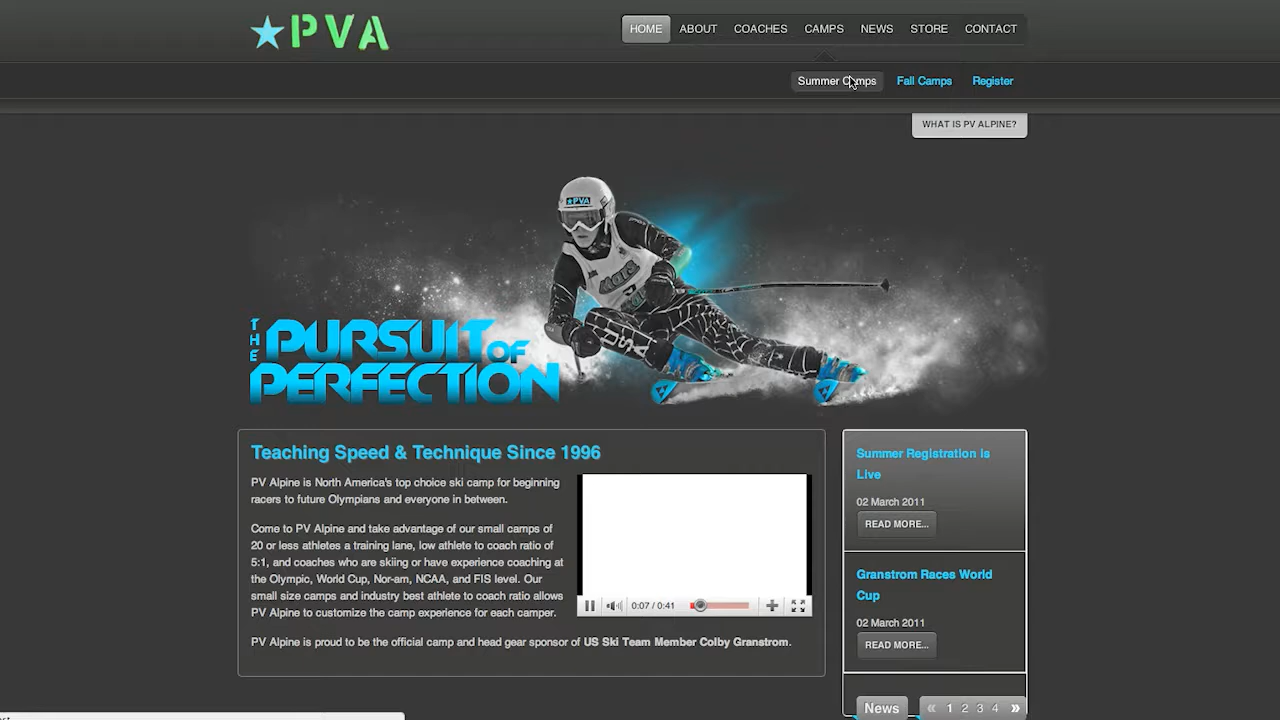 ★PVA
HOME ABOUT COACHES CAMPS NEWS STORE CONTACT
Summer Camps Fall Camps Register
WHAT IS PV ALPINE?
★PVA
Mars
USA
THE
PURSUIT OF
PERFECTION
Teaching Speed & Technique Since 1996
PV Alpine is North America's top choice ski camp for beginning
racers to future Olympians and everyone in between.
Come to PV Alpine and take advantage of our small camps of
20 or less athletes a training lane, low athlete to coach ratio of
5:1, and coaches who are skiing or have experience coaching at
the Olympic, World Cup, Nor-am, NCAA, and FIS level. Our
small size camps and industry best athlete to coach ratio allows
PV Alpine to customize the camp experience for each camper.
PV Alpine is proud to be the official camp and head gear sponsor of US Ski Team Member Colby Granstrom.
0:07 / 0:41
Summer Registration is
Live
02 March 2011
READ MORE...
Granstrom Races World
Cup
02 March 2011
READ MORE...
News
« 1 2 3 4 »